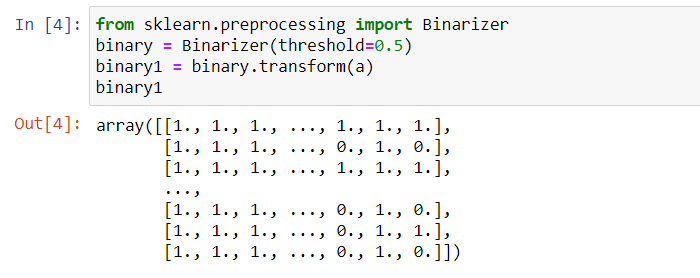 In [4]: from sklearn.preprocessing import Binarizer
binary = Binarizer(threshold=0.5)
binary1 = binary.transform(a)
binary1
Out[4]: array([[1., 1., 1., ..., 1., 1., 1.],
[1., 1., 1., ..., 0., 1., 0.],
[1., 1., 1., ..., 1., 1., 1.],
...,
[1., 1., 1., ..., 0., 1., 0.],
[1., 1., 1., ..., 0., 1., 1.],
[1., 1., 1., ..., 0., 1., 0.]])